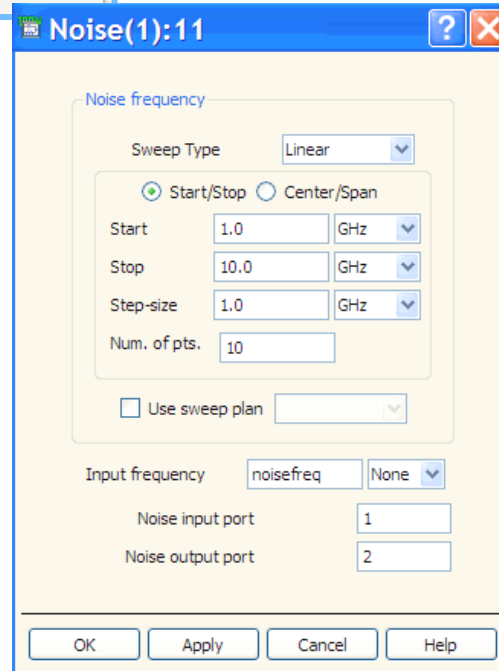 Noise(1):11 ?
Noise frequency
Sweep Type Linear
Start/Stop Center/Span
Start 1.0 GHz
Stop 10.0 GHz
Step-size 1.0 GHz
Num. of pts. 10
Use sweep plan
Input frequency noisefreq None
Noise input port 1
Noise output port 2
OK Apply Cancel Help